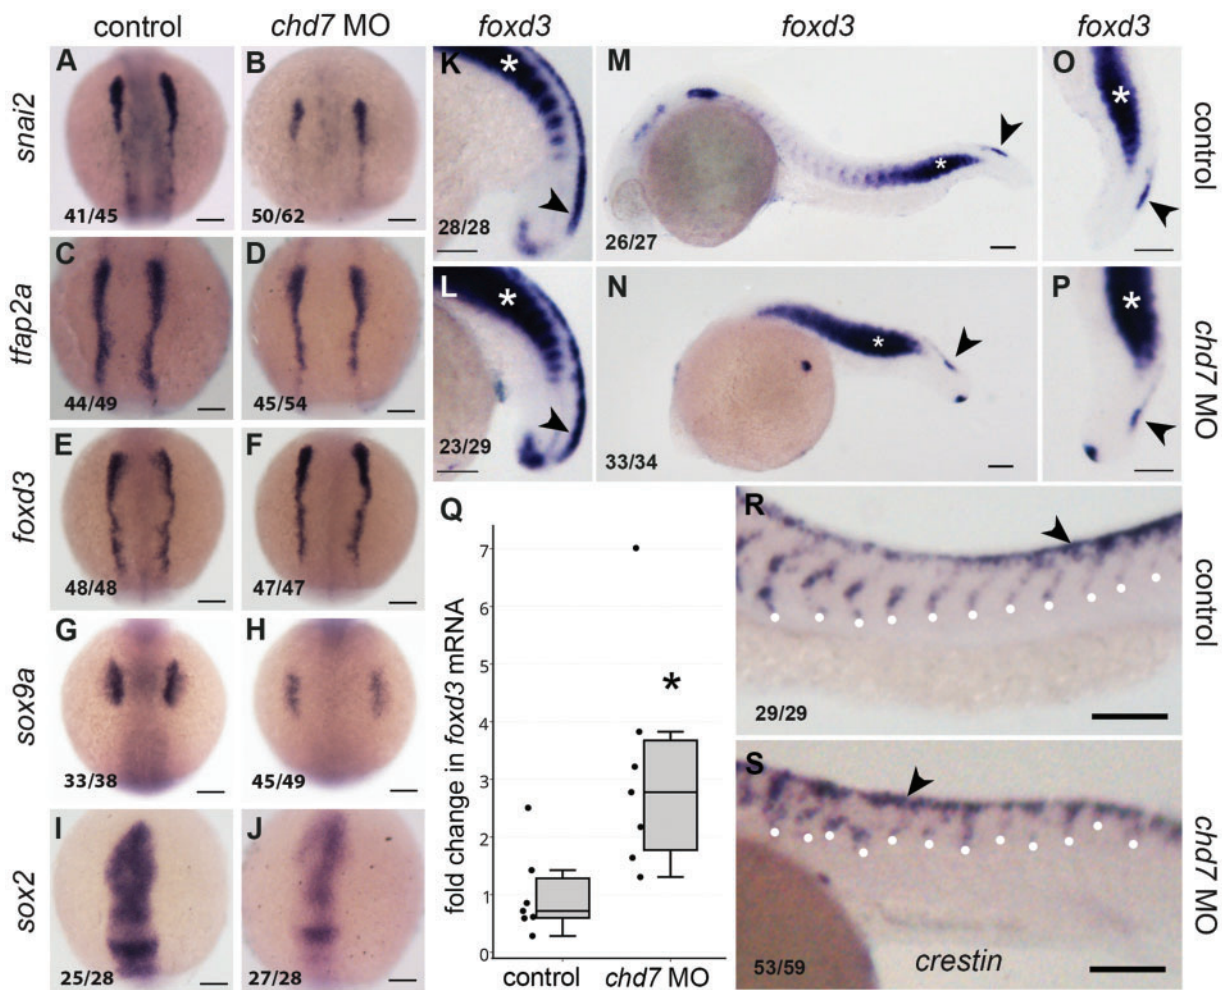 control
chd7 MO
foxd3
foxd3
foxd3
snai2
A
41/45
B
50/62
K
28/28
M
26/27
O
control
tfap2a
C
44/49
D
45/54
L
23/29
N
33/34
P
chd7 MO
foxd3
E
48/48
F
47/47
sox9a
G
33/38
H
45/49
sox2
I
25/28
J
27/28
Q
fold change in foxd3 mRNA
7
6
5
4
3
2
1
0
*
control
chd7 MO
R
29/29
control
S
53/59
crestin
chd7 MO